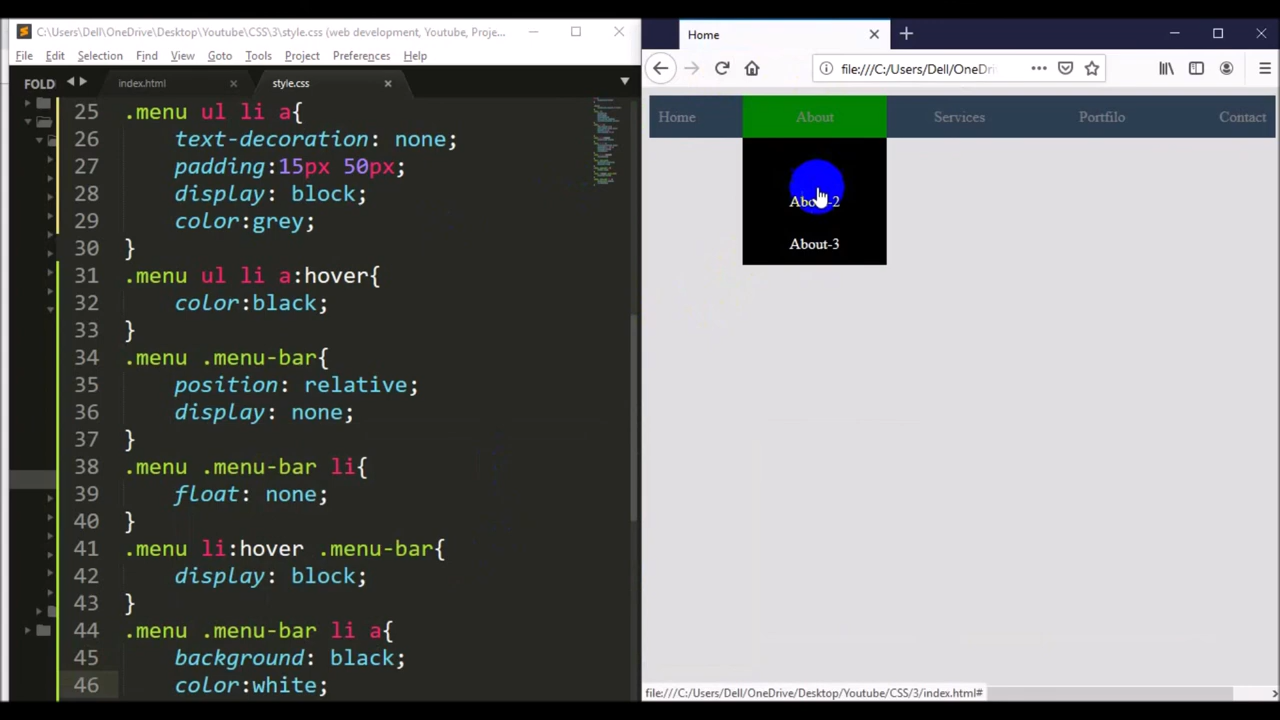 C:\Users\Dell\OneDrive\Desktop\Youtube\CSS\3\style.css (web development, Youtube, Proje...
File Edit Selection Find View Goto Tools Project Preferences Help
FOLD
index.html
style.css
25 .menu ul li a{
26 text-decoration: none;
27 padding:15px 50px;
28 display: block;
29 color:grey;
30 }
31 .menu ul li a:hover{
32 color:black;
33 }
34 .menu .menu-bar{
35 position: relative;
36 display: none;
37 }
38 .menu .menu-bar li{
39 float: none;
40 }
41 .menu li:hover .menu-bar{
42 display: block;
43 }
44 .menu .menu-bar li a{
45 background: black;
46 color:white;
Home
file:///C:/Users/Dell/OneDri
Home About Services Portfilo Contact
About-2
About-3
file:///C:/Users/Dell/OneDrive/Desktop/Youtube/CSS/3/index.html#